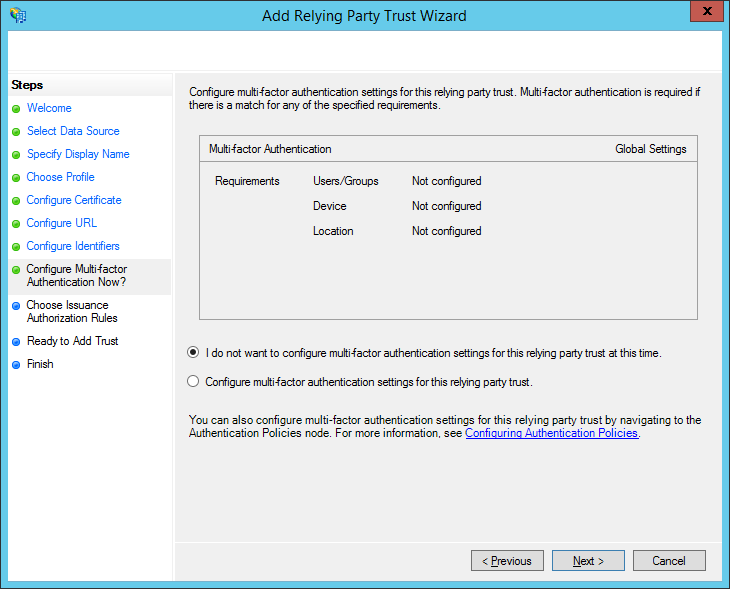 Add Relying Party Trust Wizard
X
Steps
Welcome
Select Data Source
Specify Display Name
Choose Profile
Configure Certificate
Configure URL
Configure Identifiers
Configure Multi-factor
Authentication Now?
Choose Issuance
Authorization Rules
Ready to Add Trust
Finish
Configure multi-factor authentication settings for this relying party trust. Multi-factor authentication is required if
there is a match for any of the specified requirements.
Multi-factor Authentication Global Settings
Requirements Users/Groups Not configured
Device Not configured
Location Not configured
I do not want to configure multi-factor authentication settings for this relying party trust at this time.
Configure multi-factor authentication settings for this relying party trust.
You can also configure multi-factor authentication settings for this relying party trust by navigating to the
Authentication Policies node. For more information, see Configuring Authentication Policies.
< Previous Next > Cancel